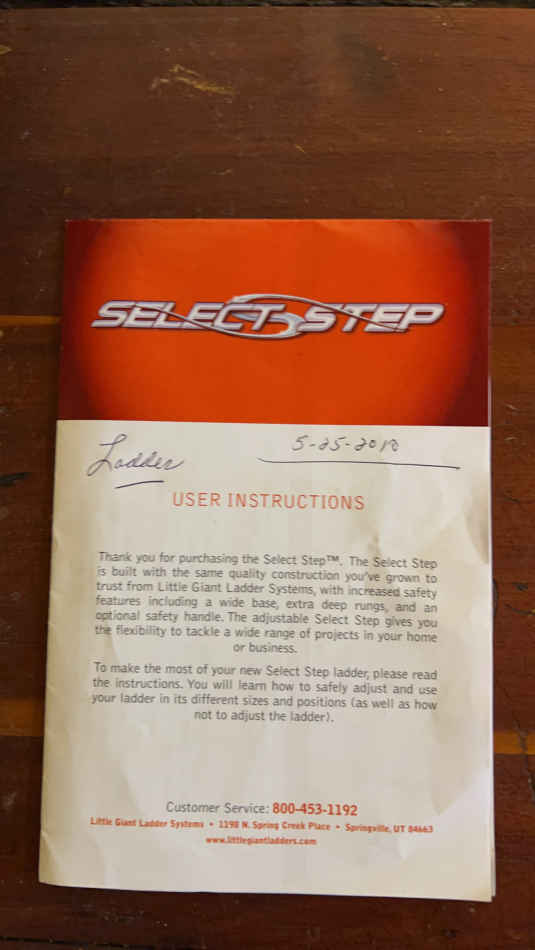 SELECT STEP
Ladder
5-25-2010
USER INSTRUCTIONS
Thank you for purchasing the Select Step™. The Select Step
is built with the same quality construction you've grown to
trust from Little Giant Ladder Systems, with increased safety
features including a wide base, extra deep rungs, and an
optional safety handle. The adjustable Select Step gives you
the flexibility to tackle a wide range of projects in your home
or business.
To make the most of your new Select Step ladder, please read
the instructions. You will learn how to safely adjust and use
your ladder in its different sizes and positions (as well as how
not to adjust the ladder).
Customer Service: 800-453-1192
Little Giant Ladder Systems • 1198 N. Spring Creek Place • Springville, UT 84663
www.littlegiantladders.com